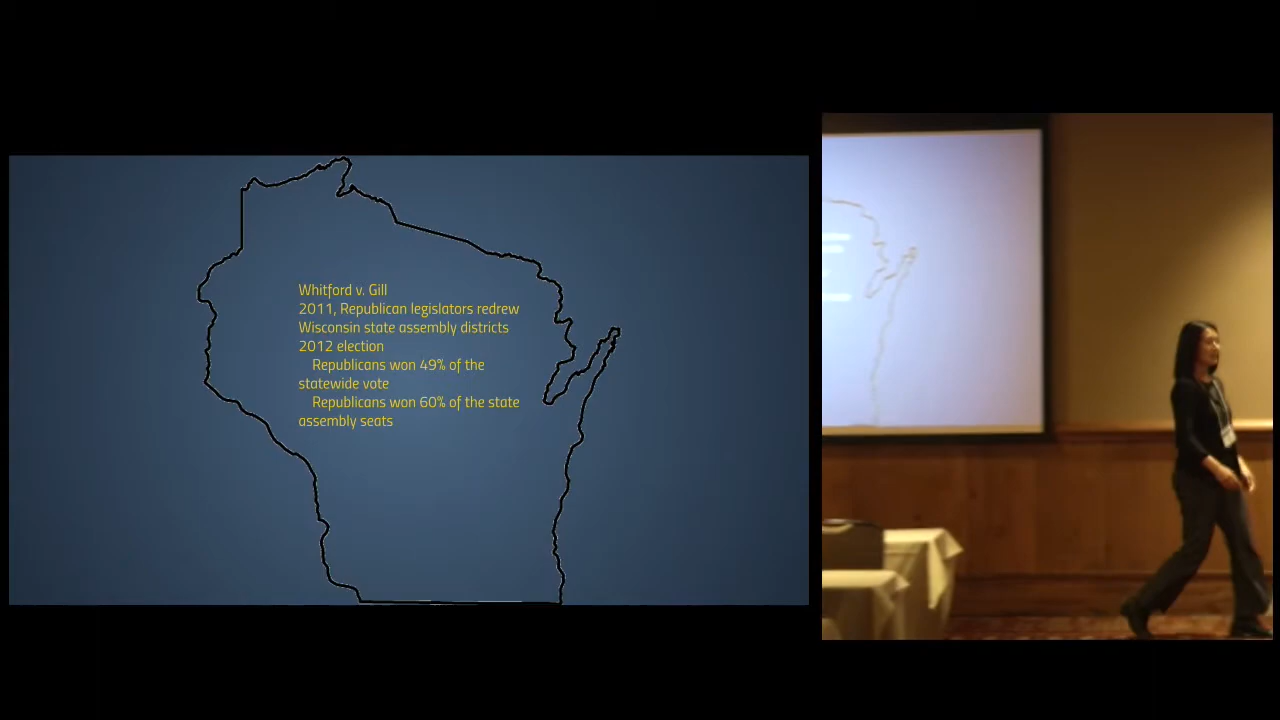 Whitford v. Gill
2011, Republican legislators redrew
Wisconsin state assembly districts
2012 election
Republicans won 49% of the
statewide vote
Republicans won 60% of the state
assembly seats